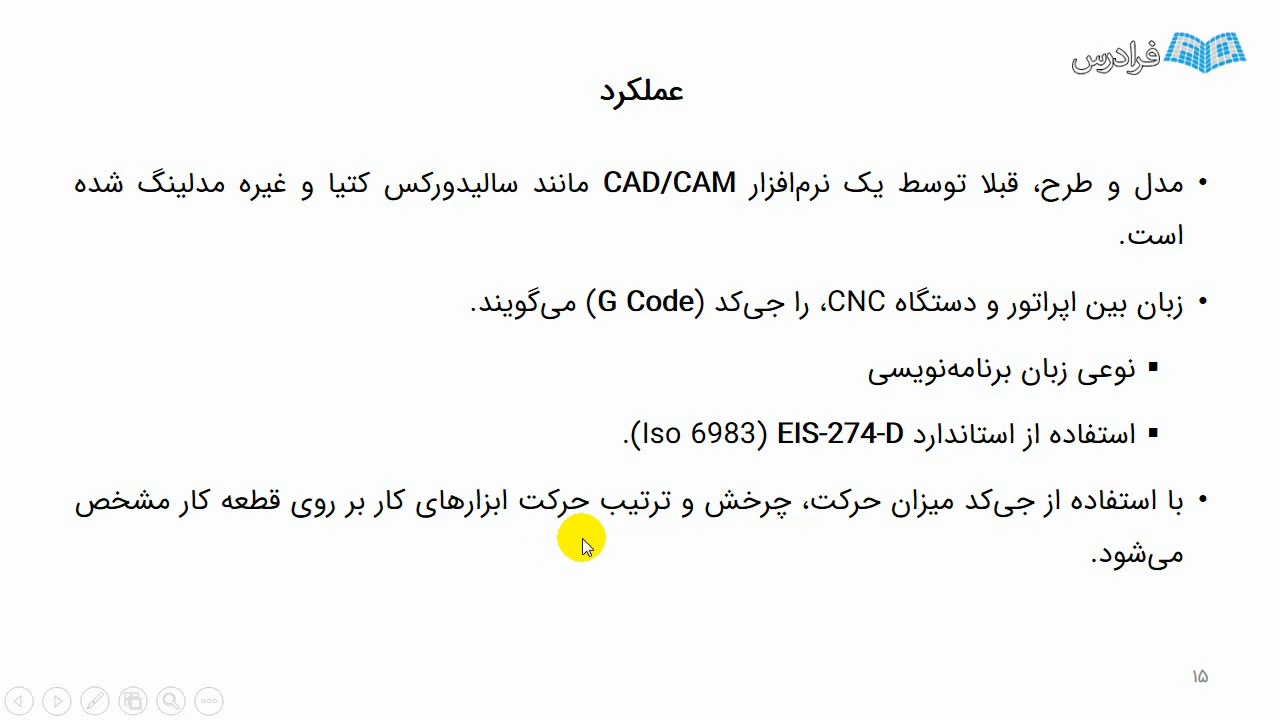 فرادرس
عملکرد
• مدل و طرح، قبلا توسط یک نرم‌افزار CAD/CAM مانند سالیدورکس کتیا و غیره مدلینگ شده
است.
• زبان بین اپراتور و دستگاه CNC، را جی‌کد (G Code) می‌گویند.
▪ نوعی زبان برنامه‌نویسی
▪ استفاده از استاندارد EIS-274-D (Iso 6983).
• با استفاده از جی‌کد میزان حرکت، چرخش و ترتیب حرکت ابزارهای کار بر روی قطعه کار مشخص
می‌شود.
۱۵